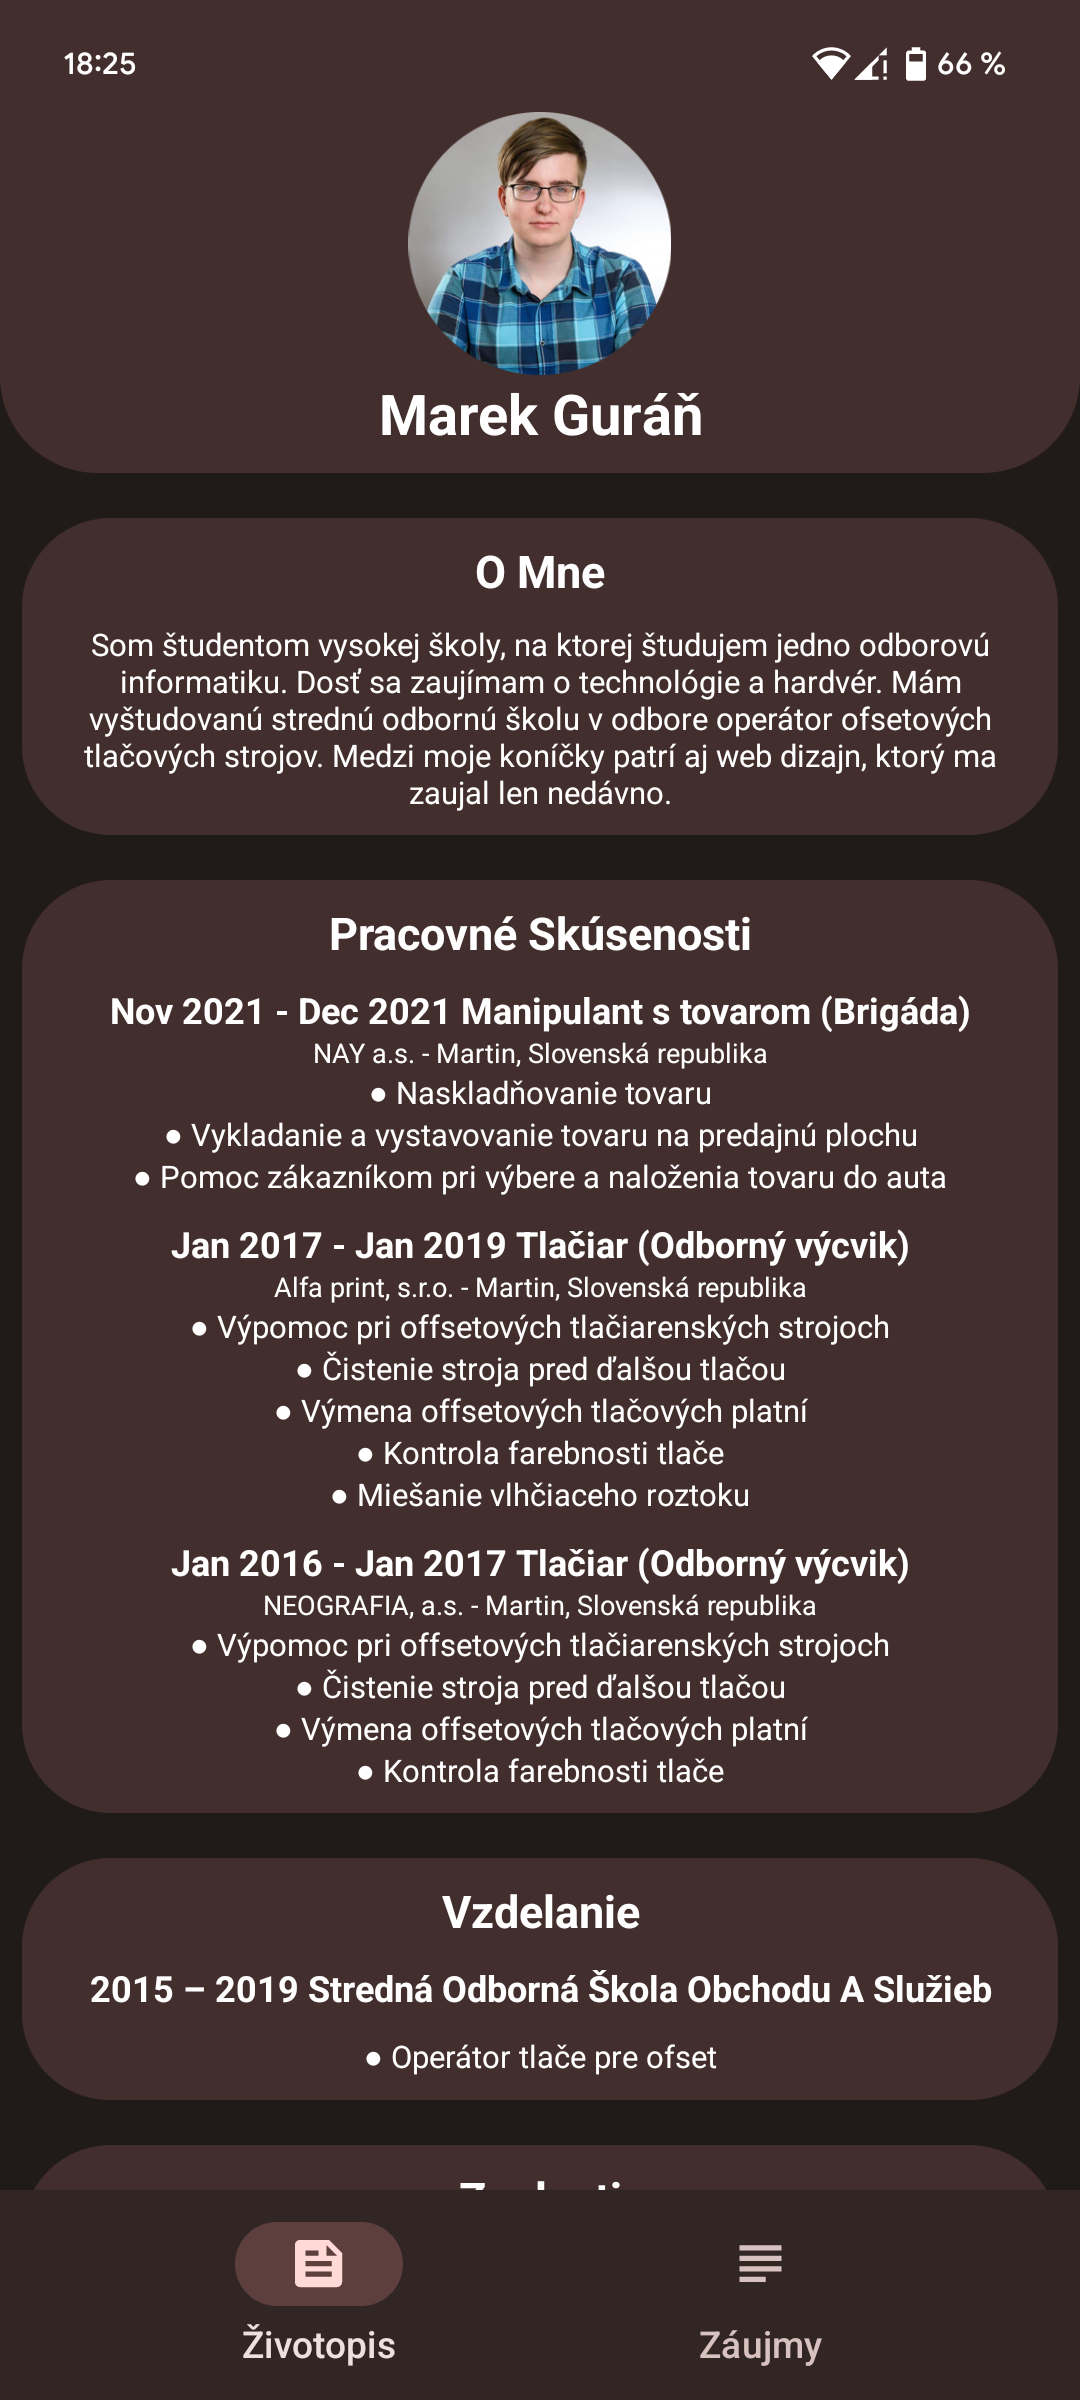 18:25
66 %
Marek Guráň
O Mne
Som študentom vysokej školy, na ktorej študujem jedno odborovú
informatiku. Dosť sa zaujímam o technológie a hardvér. Mám
vyštudovanú strednú odbornú školu v odbore operátor ofsetových
tlačových strojov. Medzi moje koníčky patrí aj web dizajn, ktorý ma
zaujal len nedávno.
Pracovné Skúsenosti
Nov 2021 - Dec 2021 Manipulant s tovarom (Brigáda)
NAY a.s. - Martin, Slovenská republika
● Naskladňovanie tovaru
● Vykladanie a vystavovanie tovaru na predajnú plochu
● Pomoc zákazníkom pri výbere a naloženia tovaru do auta
Jan 2017 - Jan 2019 Tlačiar (Odborný výcvik)
Alfa print, s.r.o. - Martin, Slovenská republika
● Výpomoc pri offsetových tlačiarenských strojoch
● Čistenie stroja pred ďalšou tlačou
● Výmena offsetových tlačových platní
● Kontrola farebnosti tlače
● Miešanie vlhčiaceho roztoku
Jan 2016 - Jan 2017 Tlačiar (Odborný výcvik)
NEOGRAFIA, a.s. - Martin, Slovenská republika
● Výpomoc pri offsetových tlačiarenských strojoch
● Čistenie stroja pred ďalšou tlačou
● Výmena offsetových tlačových platní
● Kontrola farebnosti tlače
Vzdelanie
2015 – 2019 Stredná Odborná Škola Obchodu A Služieb
● Operátor tlače pre ofset
Životopis
Záujmy